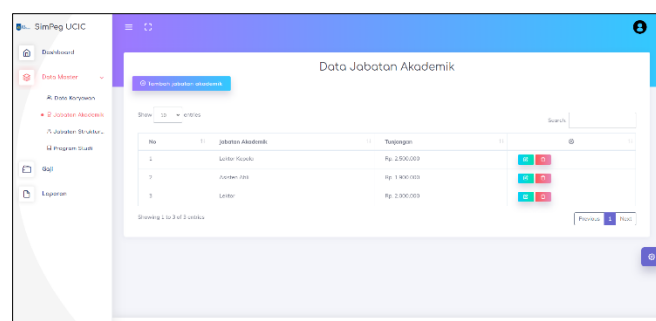 SimPeg UCIC
Dashboard
Data Master
Data Karyawan
Jabatan Akademik
Jabatan Struktur..
Program Studi
Gaji
Laporan
Data Jabatan Akademik
Tambah jabatan akademik
Show 10 entries
Search:
No Jabatan Akademik Tunjangan
1 Lektor Kepala Rp. 2.500.000
2 Asisten Ahli Rp. 1.900.000
3 Lektor Rp. 2.000.000
Showing 1 to 3 of 3 entries
Previous 1 Next